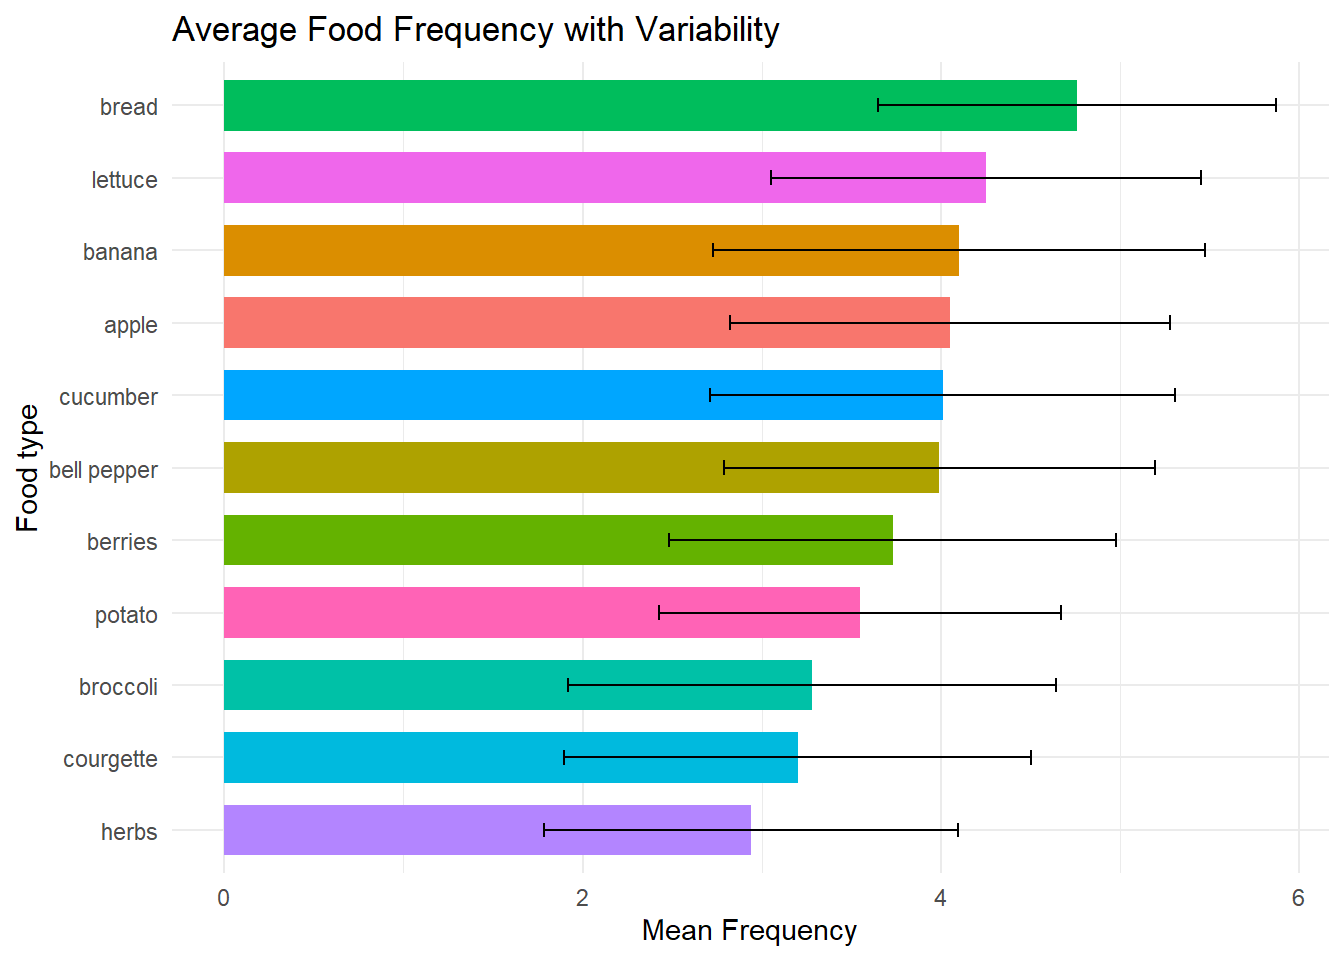 Average Food Frequency with Variability
Food type
bread
lettuce
banana
apple
cucumber
bell pepper
berries
potato
broccoli
courgette
herbs
0 2 4 6
Mean Frequency